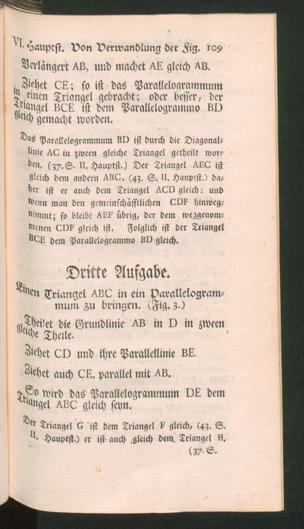 VI. Hauptst. Von Verwandlung der Fig. 109
Verlängert AB, und machet AE gleich AB.
Ziehet CE; so ist das Parallelogrammum
in einen Triangel gebracht; oder besser, der
Triangel BCE ist dem Parallelogrammo BD
gleich gemacht worden.
Das Parallelogrammum BD ist durch die Diagonal-
linie AC in zween gleiche Triangel getheilt wor-
den. (37. S. II. Hauptst.) Der Triangel AEC ist
gleich dem andern ABC, (43. S. II. Hauptst.) da-
her ist er auch dem Triangel ACD gleich: und
wenn man den gemeinschäfftlichen CDF hinweg-
nimmt; so bleibt AEF übrig, der dem weggenom-
menen CDF gleich ist. Folglich ist der Triangel
BCE dem Parallelogrammo BD gleich.
Dritte Aufgabe.
Einen Triangel ABC in ein Parallelogram-
mum zu bringen. (Fig. 3.)
Theilet die Grundlinie AB in D in zween
gleiche Theile.
Ziehet CD und ihre Parallellinie BE.
Ziehet auch CE, parallel mit AB.
So wird das Parallelogrammum DE dem
Triangel ABC gleich seyn.
Der Triangel G ist dem Triangel F gleich, (43. S.
II. Hauptst.) er ist auch gleich dem Triangel H,
(37. S.